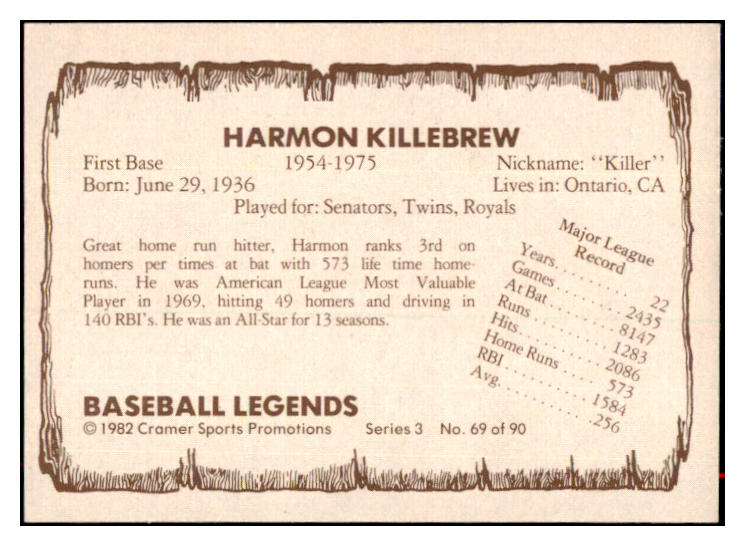 HARMON KILLEBREW
First Base 1954-1975 Nickname: ‘‘Killer’’
Born: June 29, 1936 Lives in: Ontario, CA
Played for: Senators, Twins, Royals
Great home run hitter, Harmon ranks 3rd on
homers per times at bat with 573 life time home-
runs. He was American League Most Valuable
Player in 1969, hitting 49 homers and driving in
140 RBI's. He was an All-Star for 13 seasons.
Major League
Record
Years. . . . . . . . . . . 22
Games . . . . . . . . . 2435
At Bat. . . . . . . . . . 8147
Runs . . . . . . . . . . 1283
Hits. . . . . . . . . . . 2086
Home Runs . . . . . 573
RBI . . . . . . . . . . . 1584
Avg. . . . . . . . . . . . .256
BASEBALL LEGENDS
© 1982 Cramer Sports Promotions Series 3 No. 69 of 90